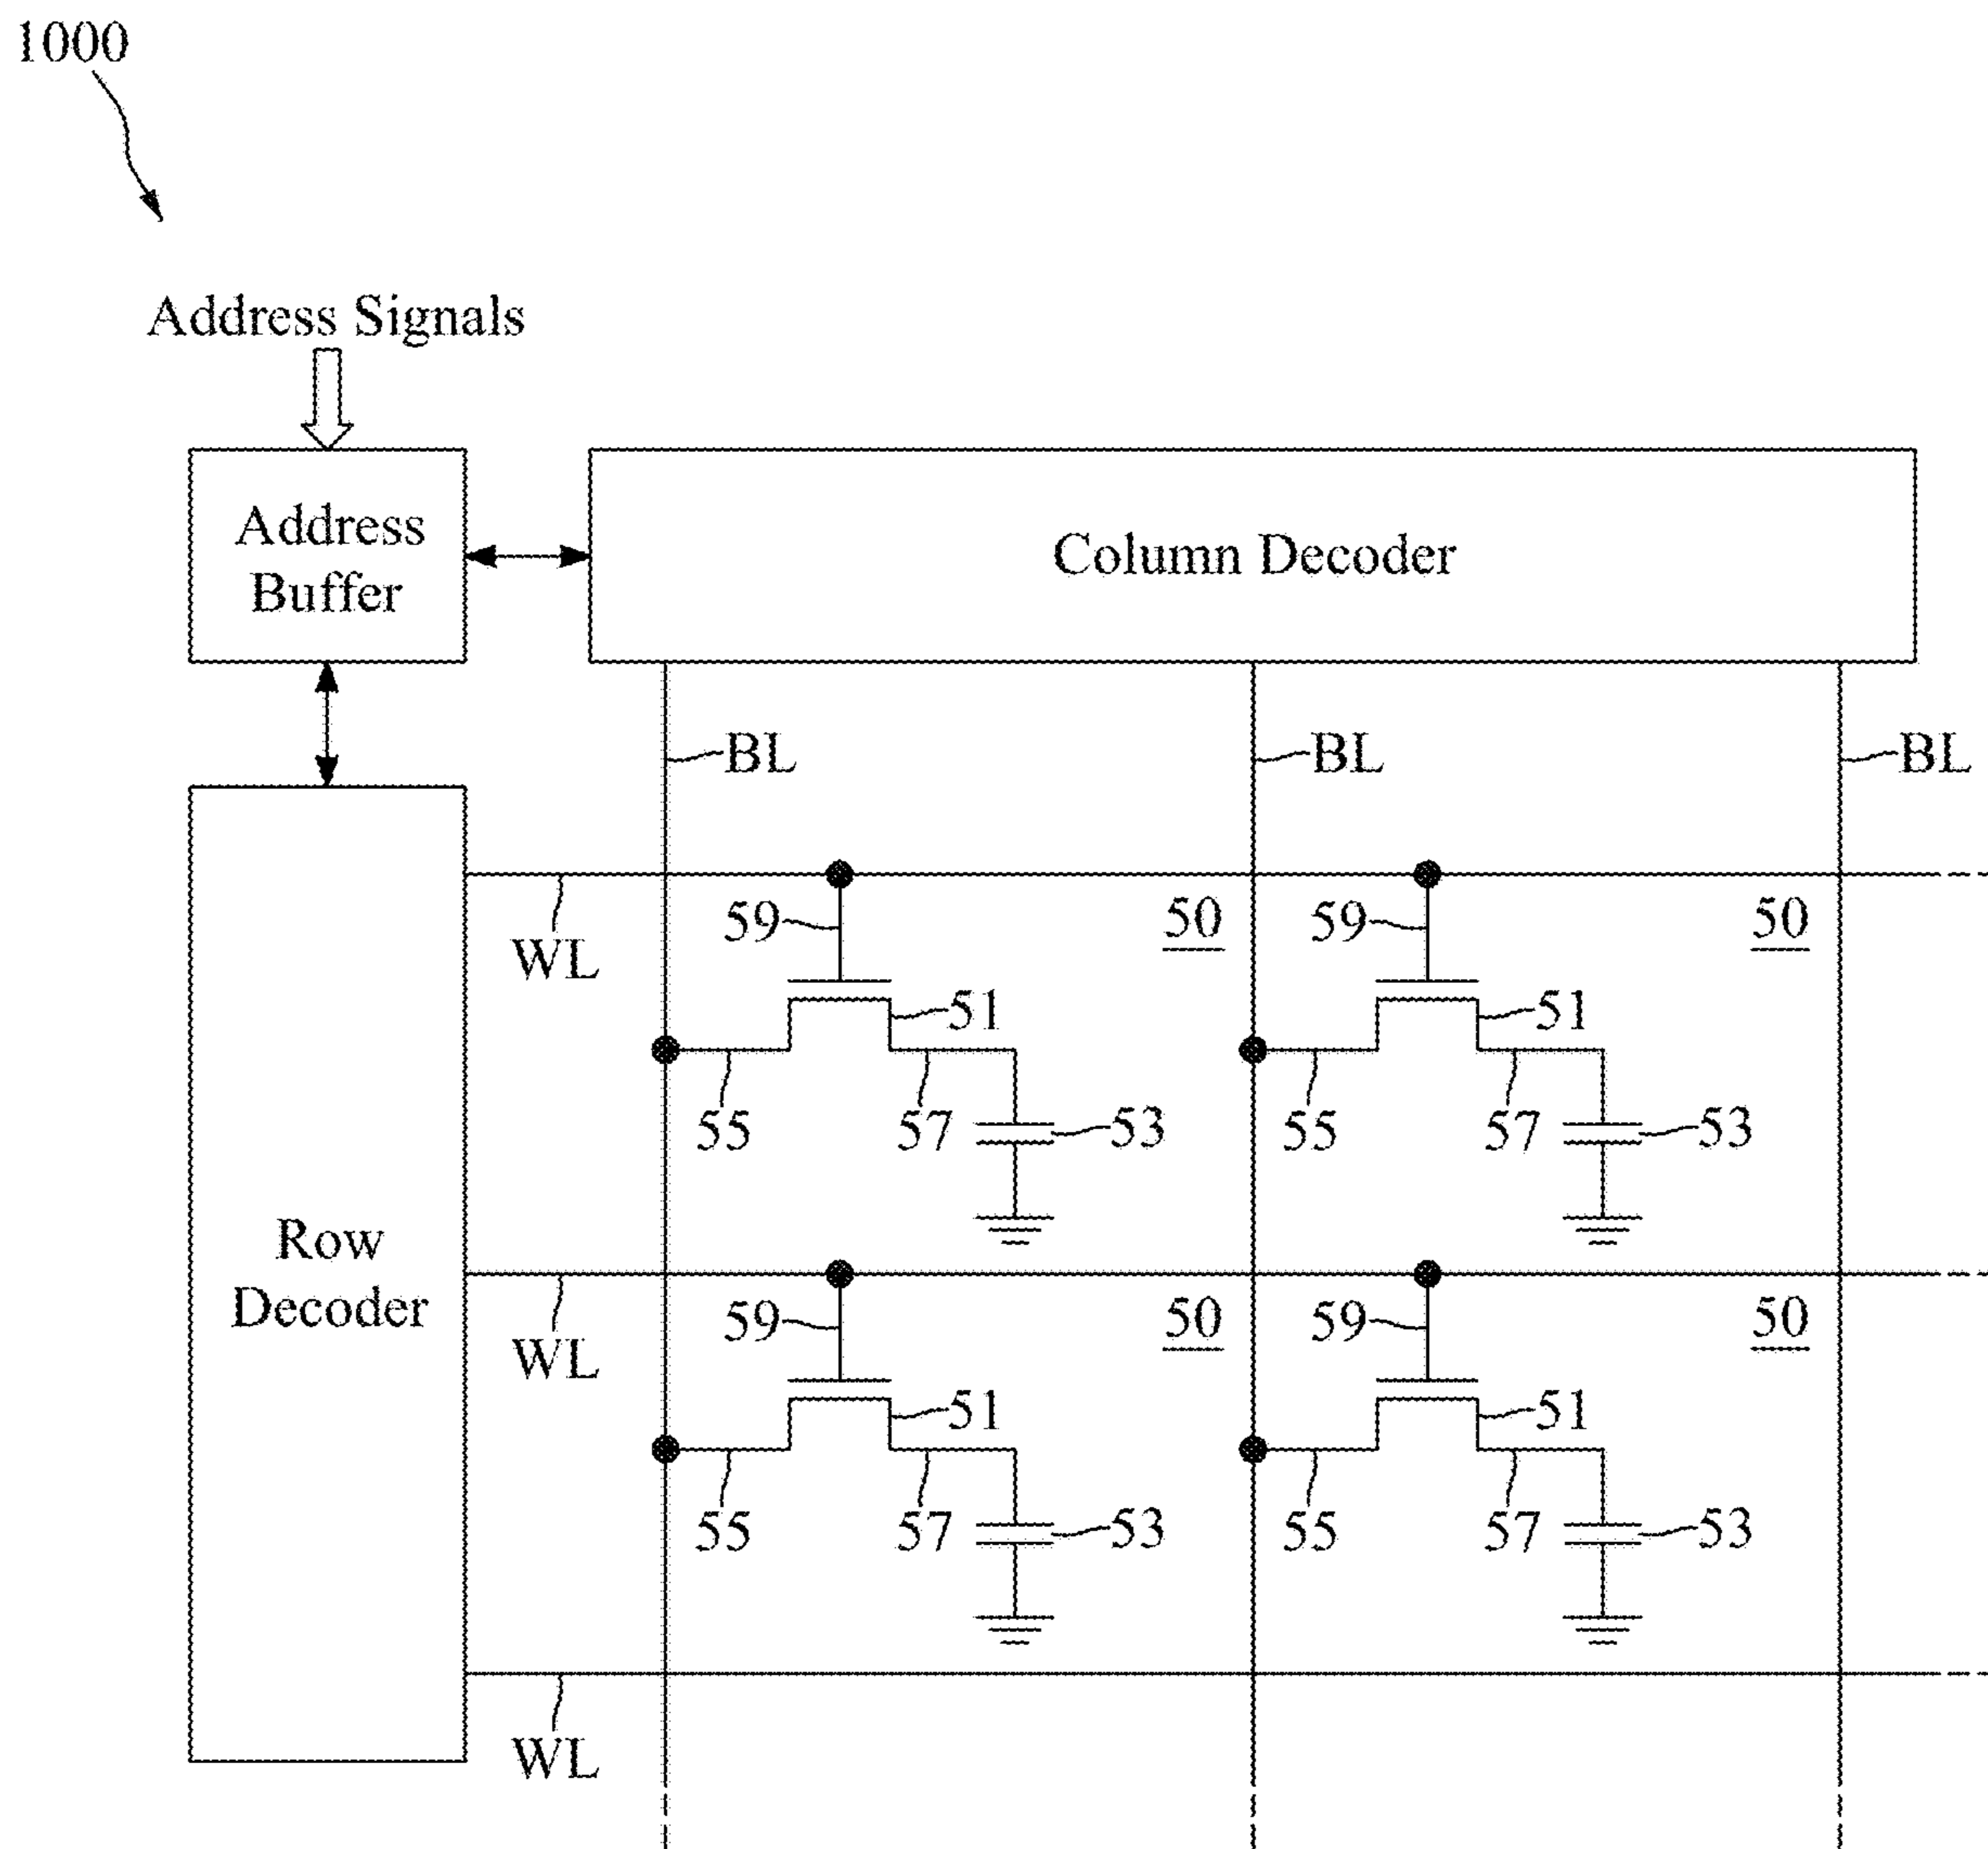 1000
Address Signals
Address
Buffer
Column Decoder
BL BL BL
Row
Decoder
WL
59 50 59 50
51 51
55 57 53 55 57 53
WL
59 50 59 50
51 51
55 57 53 55 57 53
WL